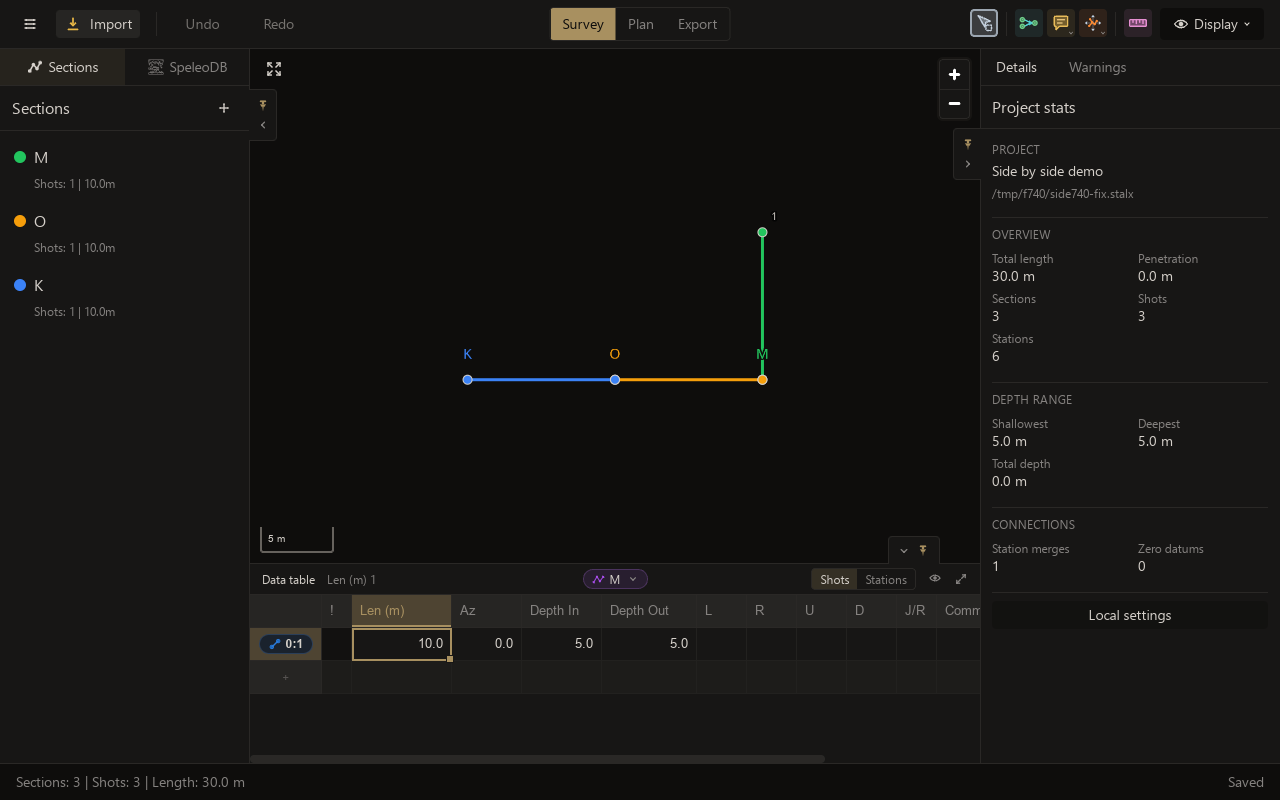 Import Undo Redo Survey Plan Export Display
Sections SpeleoDB
Sections +
M
Shots: 1 | 10.0m
O
Shots: 1 | 10.0m
K
Shots: 1 | 10.0m
1
K O M
5 m
Data table Len (m) 1 M Shots Stations
! Len (m) Az Depth In Depth Out L R U D J/R Comm
0:1 10.0 0.0 5.0 5.0
+
Details Warnings
Project stats
PROJECT
Side by side demo
/tmp/f740/side740-fix.stalx
OVERVIEW
Total length Penetration
30.0 m 0.0 m
Sections Shots
3 3
Stations
6
DEPTH RANGE
Shallowest Deepest
5.0 m 5.0 m
Total depth
0.0 m
CONNECTIONS
Station merges Zero datums
1 0
Local settings
Sections: 3 | Shots: 3 | Length: 30.0 m Saved